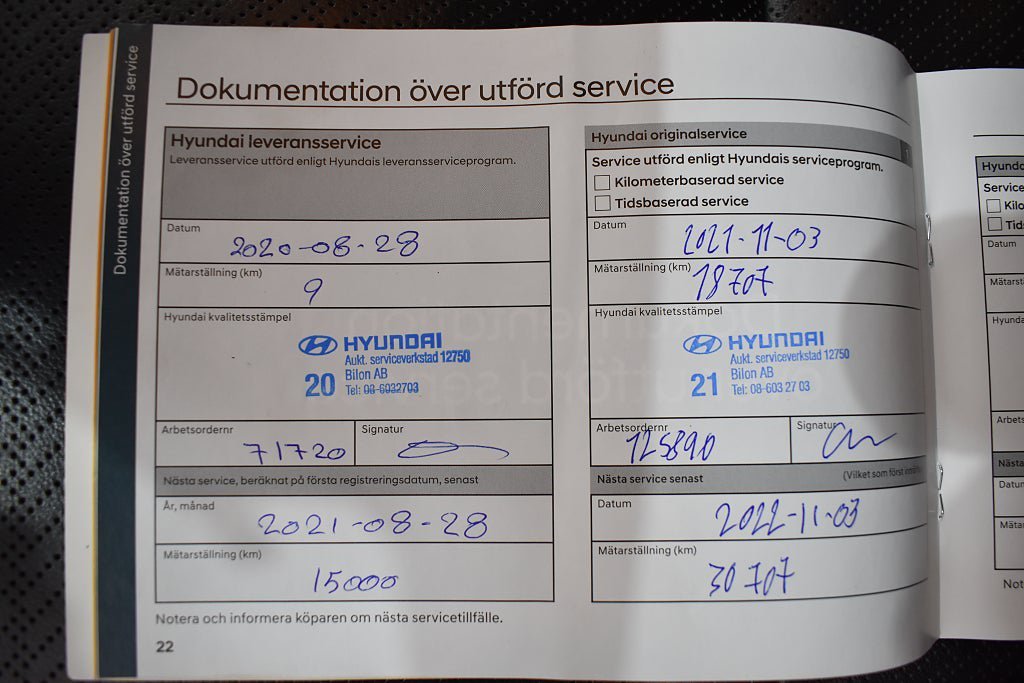 Dokumentation över utförd service
Dokumentation över utförd service
Hyundai leveransservice
Leveransservice utförd enligt Hyundais leveransserviceprogram.
Datum
2020-08-28
Mätarställning (km)
9
Hyundai kvalitetsstämpel
HYUNDAI
Aukt. serviceverkstad 12750
20 Bilon AB
Tel: 08-6032703
Arbetsordernr
71720
Signatur
Nästa service, beräknat på första registreringsdatum, senast
År, månad
2021-08-28
Mätarställning (km)
15000
Notera och informera köparen om nästa servicetillfälle.
22
Hyundai originalservice
1
Service utförd enligt Hyundais serviceprogram.
Kilometerbaserad service
Tidsbaserad service
Datum
2021-11-03
Mätarställning (km)
18707
Hyundai kvalitetsstämpel
HYUNDAI
Aukt. serviceverkstad 12750
21 Bilon AB
Tel: 08-603 27 03
Arbetsordernr
125890
Signatur
Nästa service senast
(Vilket som först
Datum
2022-11-03
Mätarställning (km)
30707
Hyunda
Service
Kilo
Tids
Datum
Mätarst
Hyunda
Arbets
Nästa
Datu
Mätar
Not